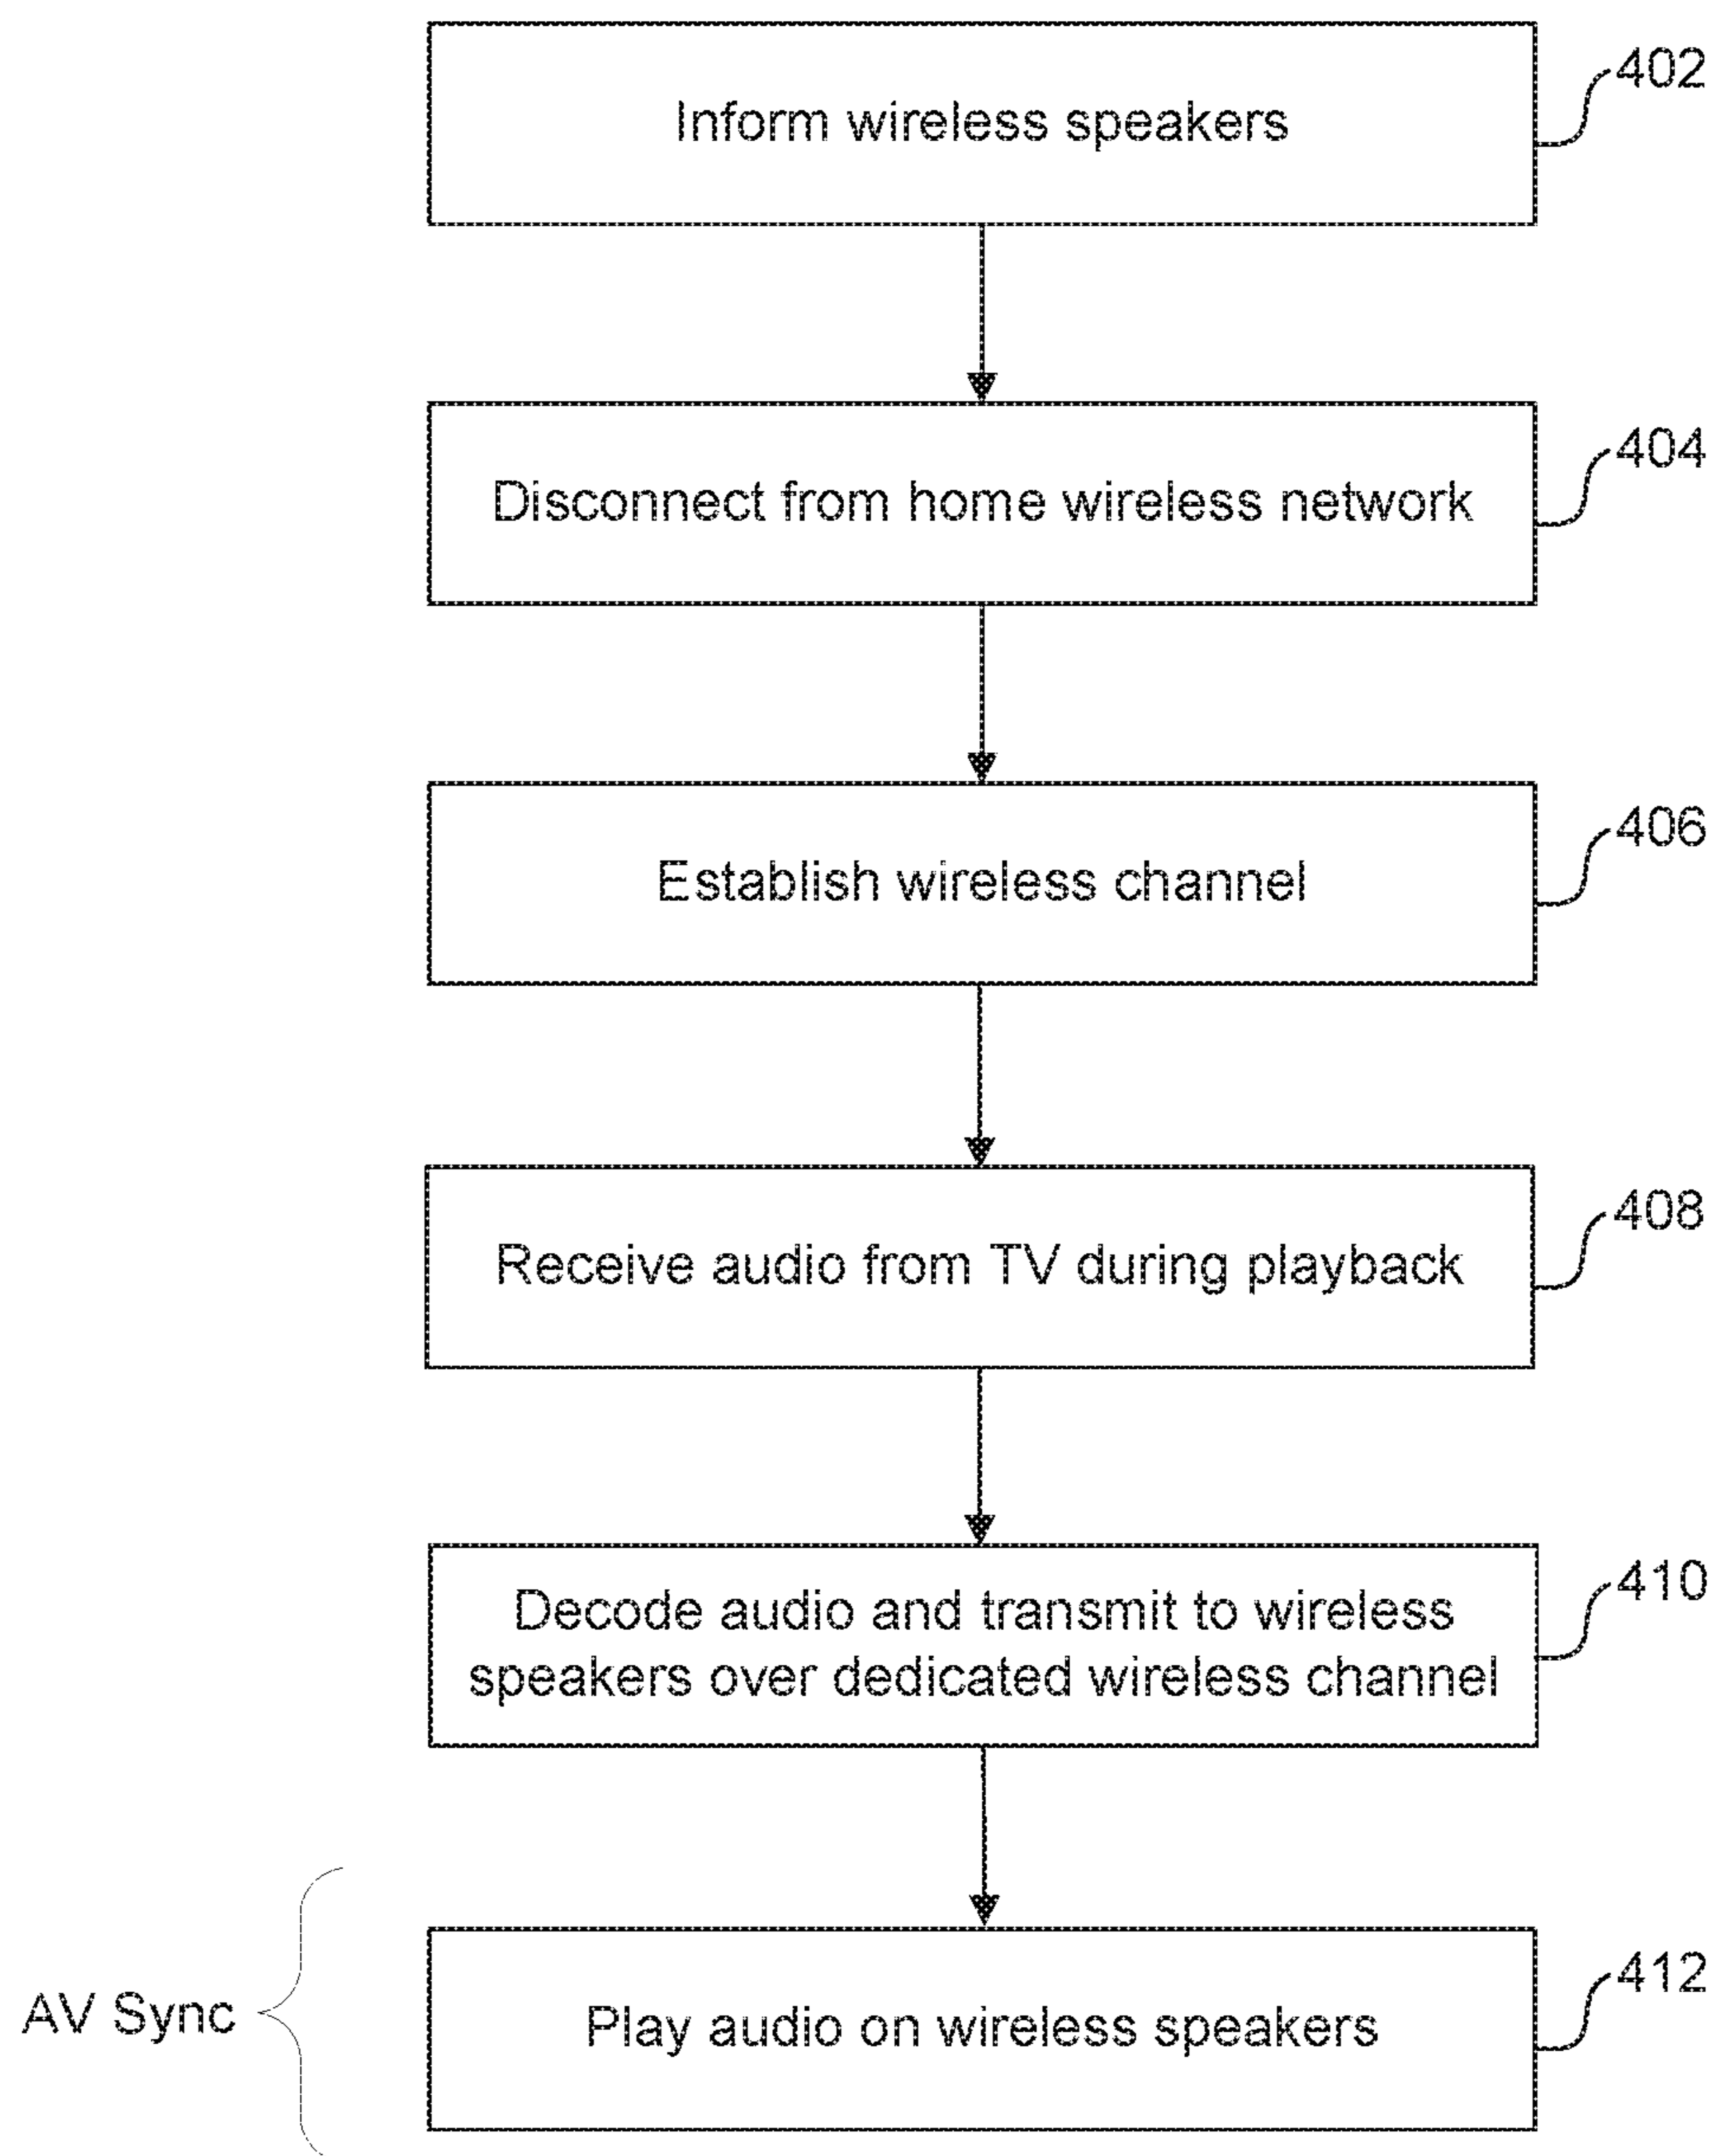 Inform wireless speakers
402
Disconnect from home wireless network
404
Establish wireless channel
406
Receive audio from TV during playback
408
Decode audio and transmit to wireless
speakers over dedicated wireless channel
410
AV Sync
Play audio on wireless speakers
412